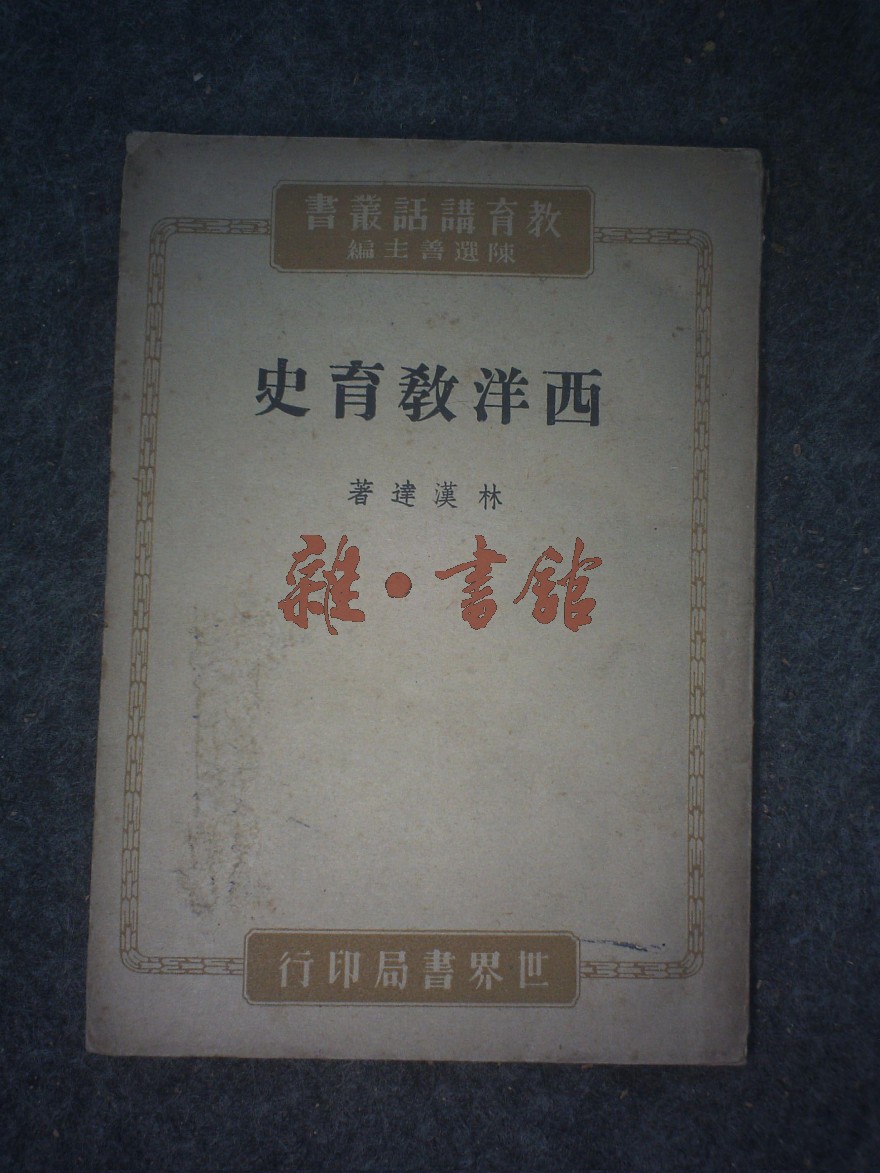 教育講話叢書
陳選善主編
西洋教育史
林漢達著
雜·書館
世界書局印行